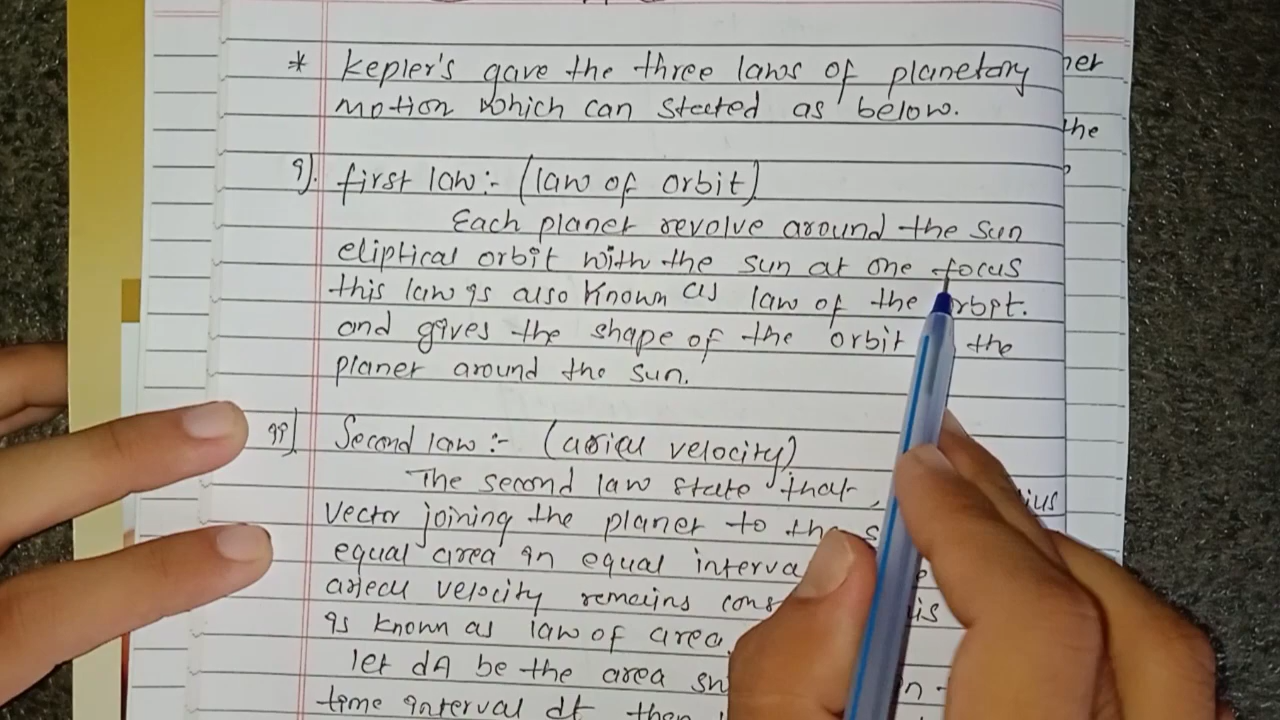 * Kepler's gave the three laws of planetary
motion which can stated as below.
i). first law:- (law of orbit)
Each planet revolve around the sun
eliptical orbit with the sun at one focus
this law is also known as law of the orbit.
and gives the shape of the orbit the
planet around the sun.
ii) Second law:- (arieal velocity)
The second law state that,
vector joining the planet to the
equal area in equal
velocity remains
is known as law of area.
let dA be the area
time interval dt then
the